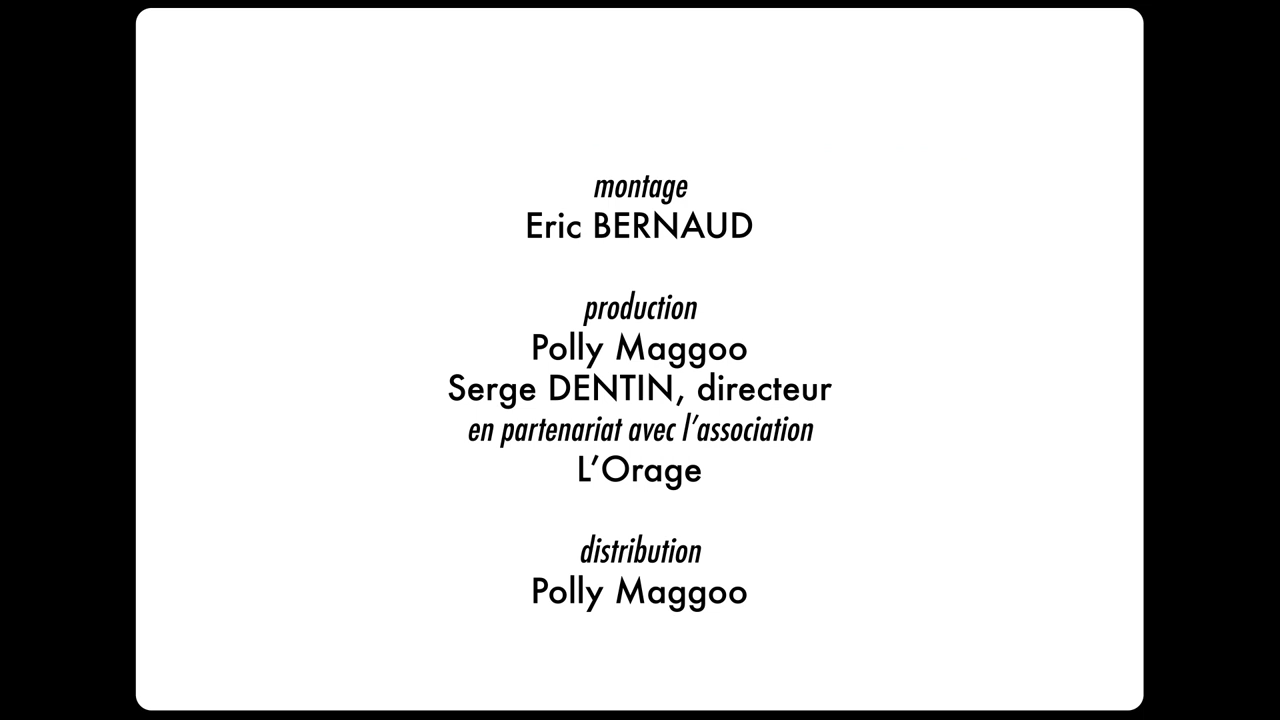 montage
Eric BERNAUD
production
Polly Maggoo
Serge DENTIN, directeur
en partenariat avec l’association
L’Orage
distribution
Polly Maggoo